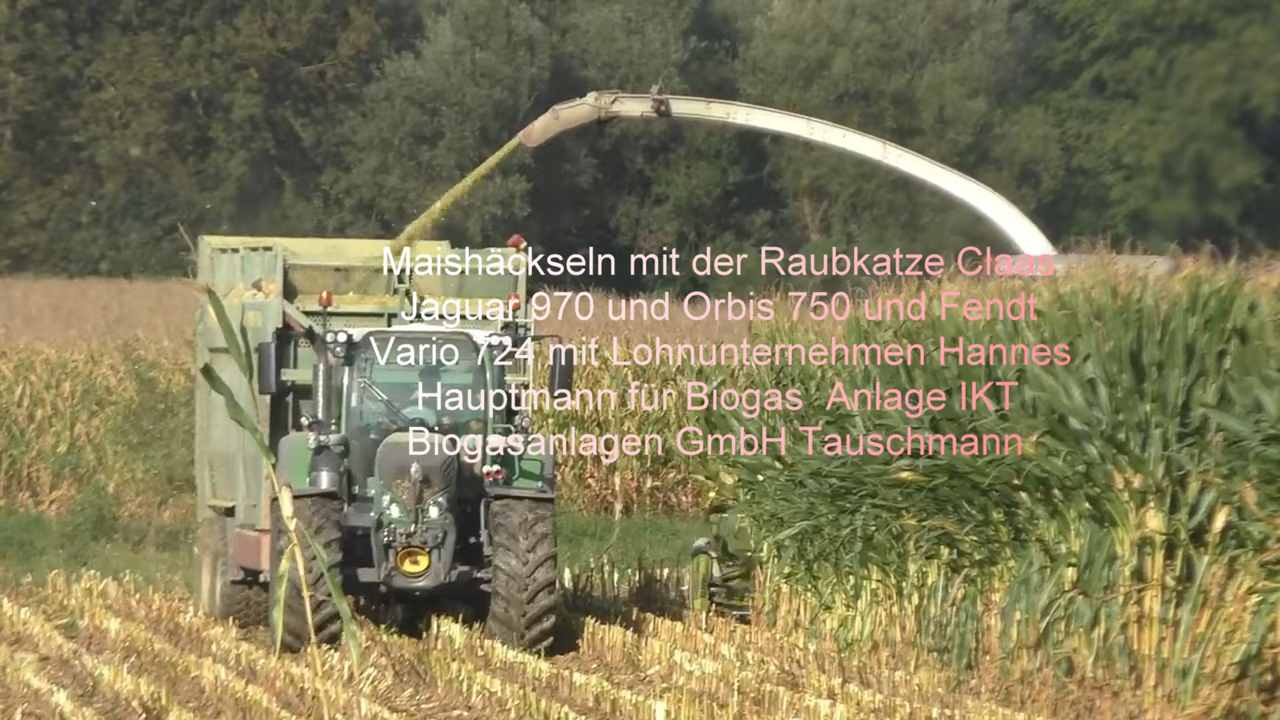 Maishäckseln mit der Raubkatze Claas
Jaguar 970 und Orbis 750 und Fendt
Vario 724 mit Lohnunternehmen Hannes
Hauptmann für Biogas  Anlage IKT
Biogasanlagen GmbH Tauschmann